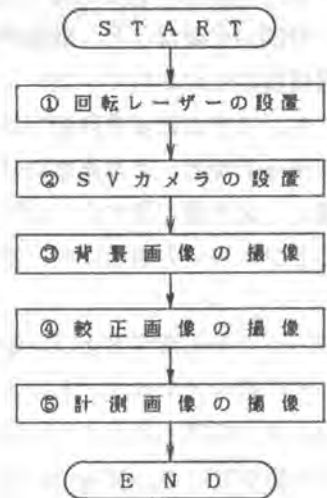 START
① 回転レーザーの設置
② SVカメラの設置
③ 背景画像の撮像
④ 較正画像の撮像
⑤ 計測画像の撮像
END